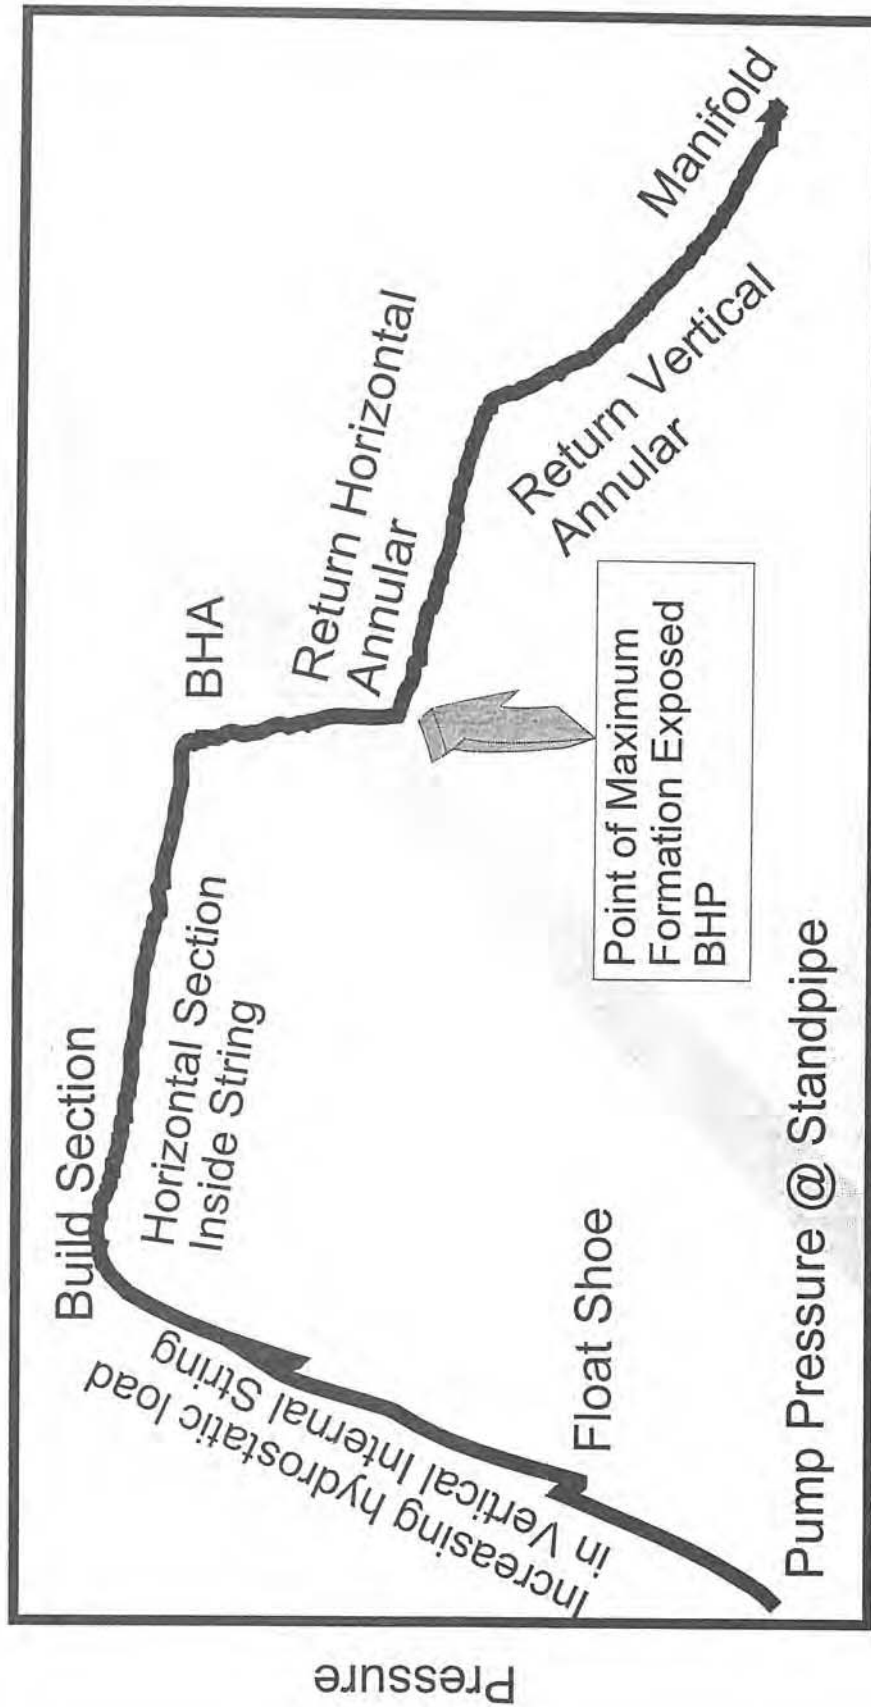 Pressure
Pump Pressure @ Standpipe
Float Shoe
Increasing hydrostatic load
in Vertical Internal String
Build Section
Horizontal Section
Inside String
BHA
Point of Maximum
Formation Exposed
BHP
Return Horizontal
Annular
Return Vertical
Annular
Manifold